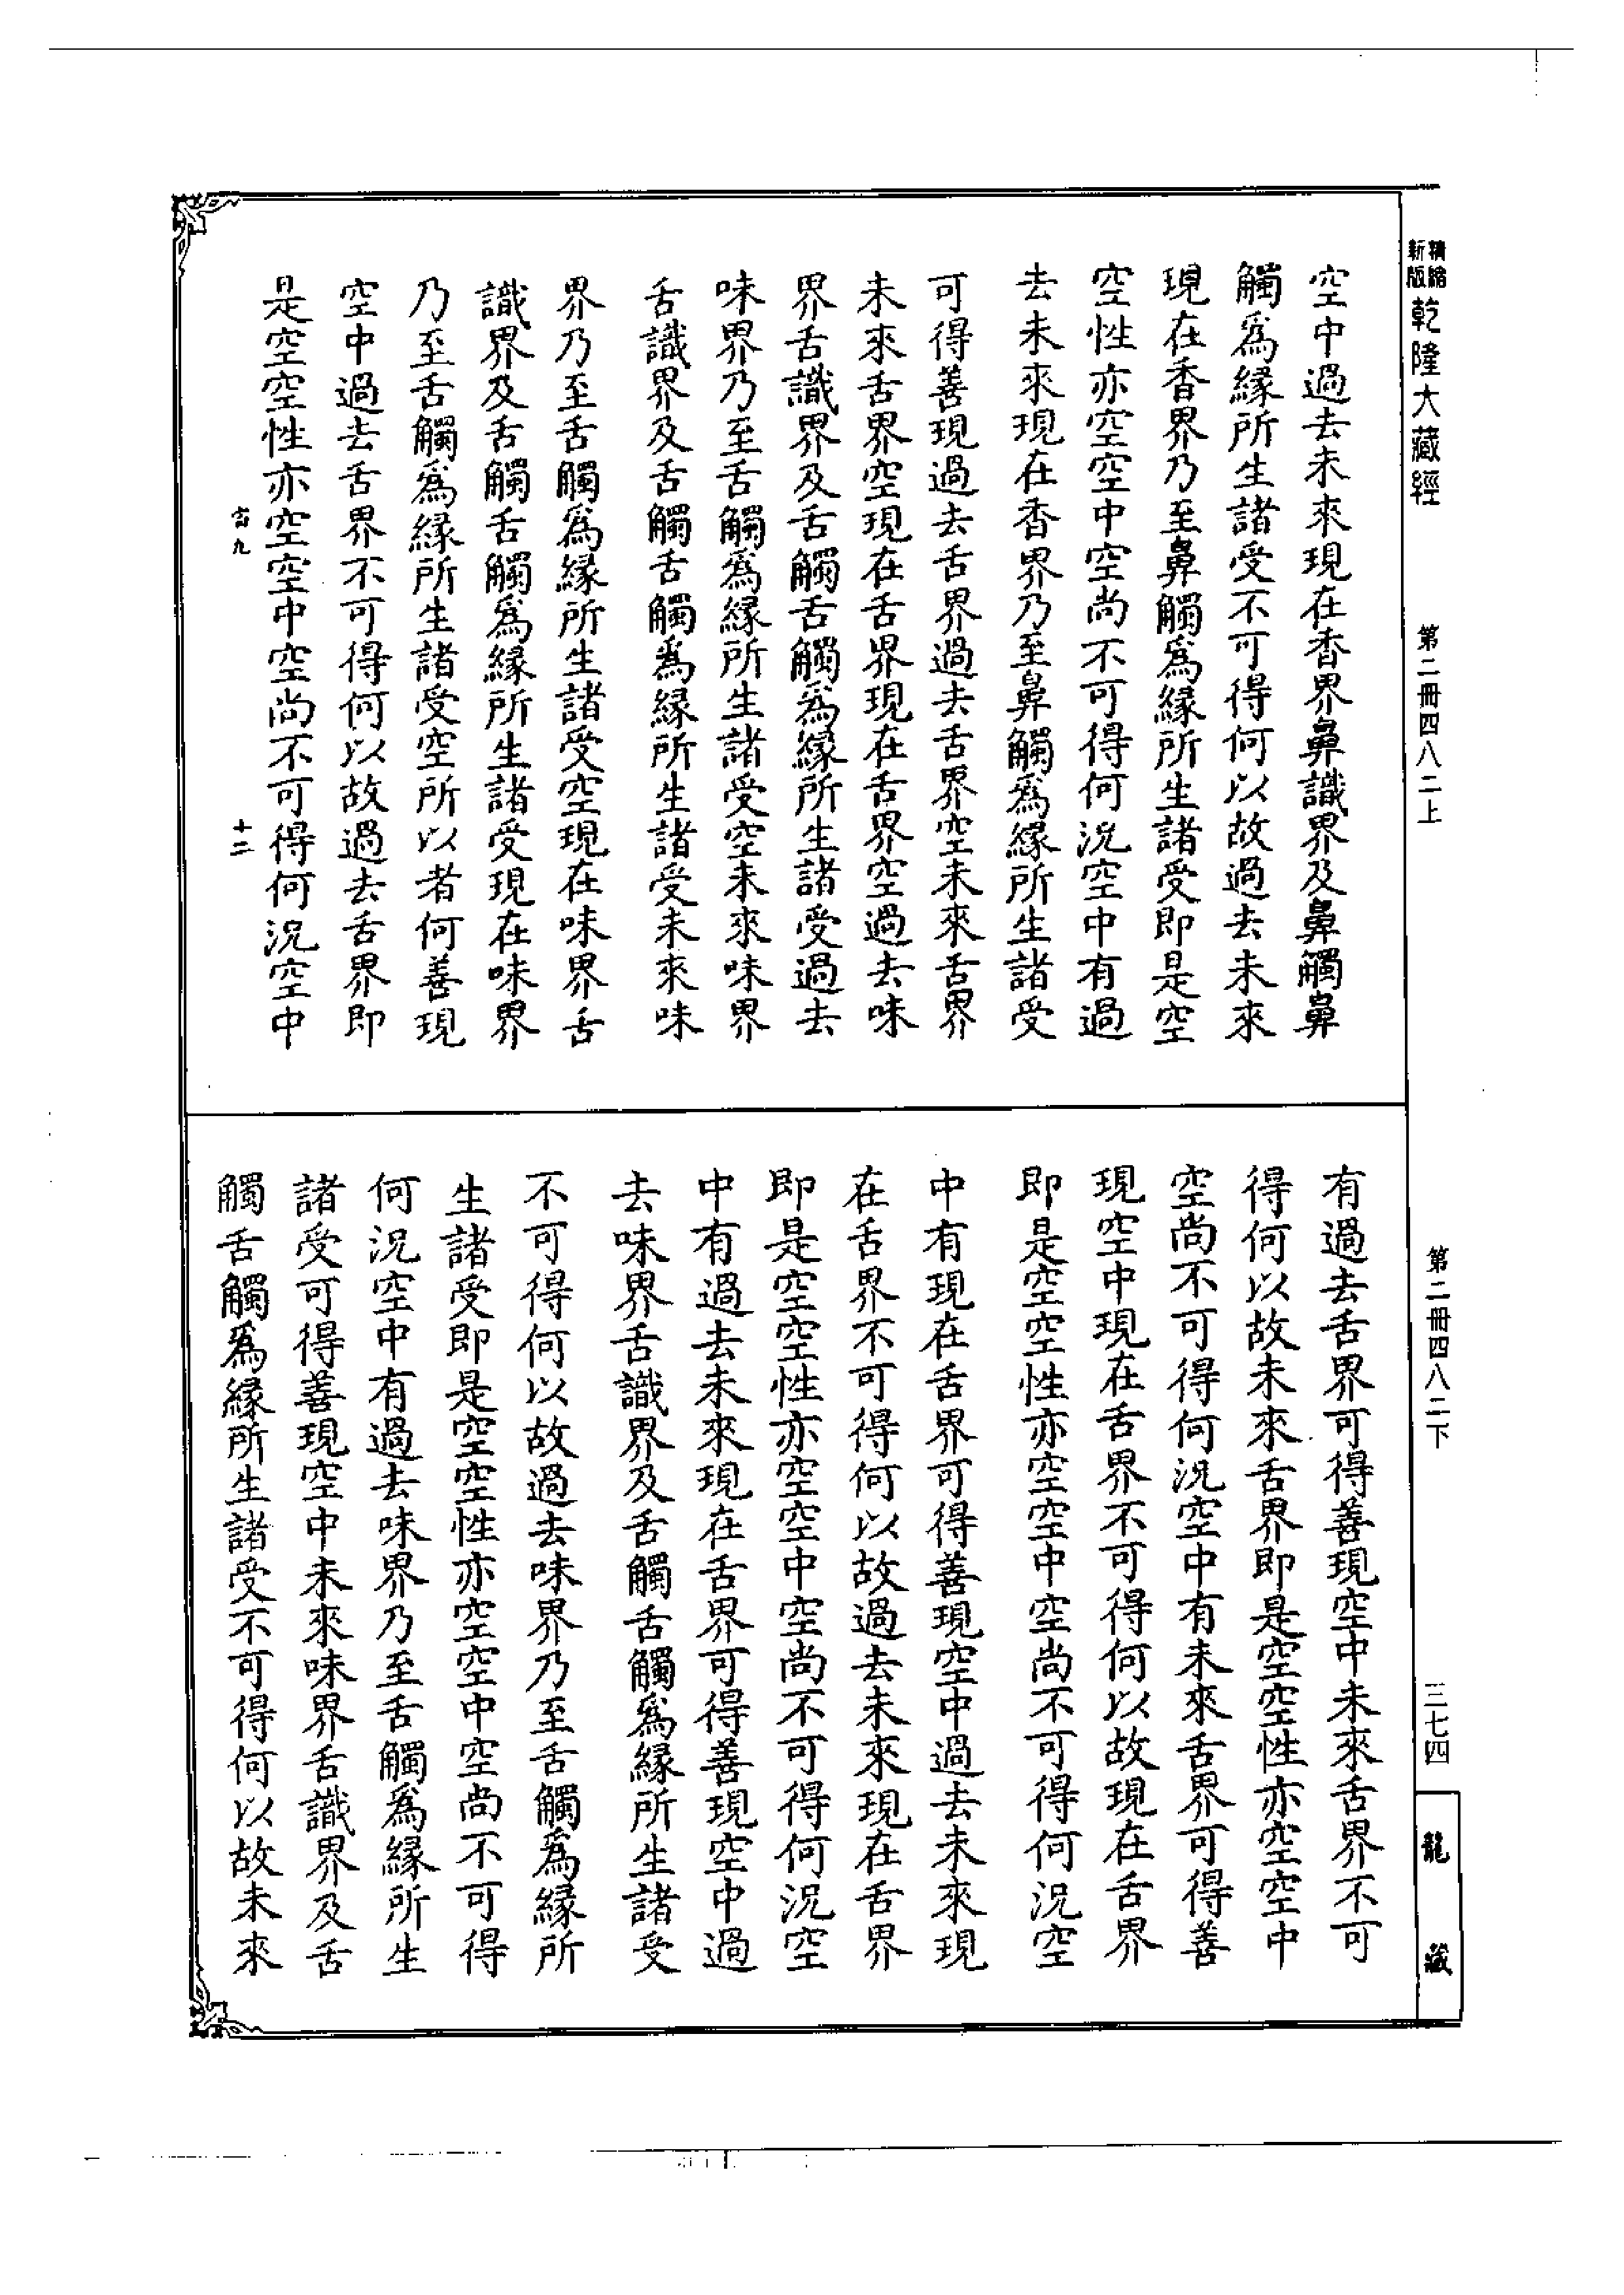 精縮新版 乾隆大藏經 第二冊四八二上
空中過去未來現在香界鼻識界及鼻觸鼻
觸為緣所生諸受不可得何以故過去未來
現在香界乃至鼻觸為緣所生諸受即是空
空性亦空空中空尚不可得何況空中有過
去未來現在香界乃至鼻觸為緣所生諸受
可得善現過去舌界過去舌界空未來舌界
未來舌界空現在舌界現在舌界空過去味
界舌識界及舌觸舌觸為緣所生諸受過去
味界乃至舌觸為緣所生諸受空未來味界
舌識界及舌觸舌觸為緣所生諸受未來味
界乃至舌觸為緣所生諸受空現在味界舌
識界及舌觸舌觸為緣所生諸受現在味界
乃至舌觸為緣所生諸受空所以者何善現
空中過去舌界不可得何以故過去舌界即
是空空性亦空空中空尚不可得何況空中
十二
第二冊四八二下 三七四 龍藏
有過去舌界可得善現空中未來舌界不可
得何以故未來舌界即是空空性亦空空中
空尚不可得何況空中有未來舌界可得善
現空中現在舌界不可得何以故現在舌界
即是空空性亦空空中空尚不可得何況空
中有現在舌界可得善現空中過去未來現
在舌界不可得何以故過去未來現在舌界
即是空空性亦空空中空尚不可得何況空
中有過去未來現在舌界可得善現空中過
去味界舌識界及舌觸舌觸為緣所生諸受
不可得何以故過去味界乃至舌觸為緣所
生諸受即是空空性亦空空中空尚不可得
何況空中有過去味界乃至舌觸為緣所生
諸受可得善現空中未來味界舌識界及舌
觸舌觸為緣所生諸受不可得何以故未來